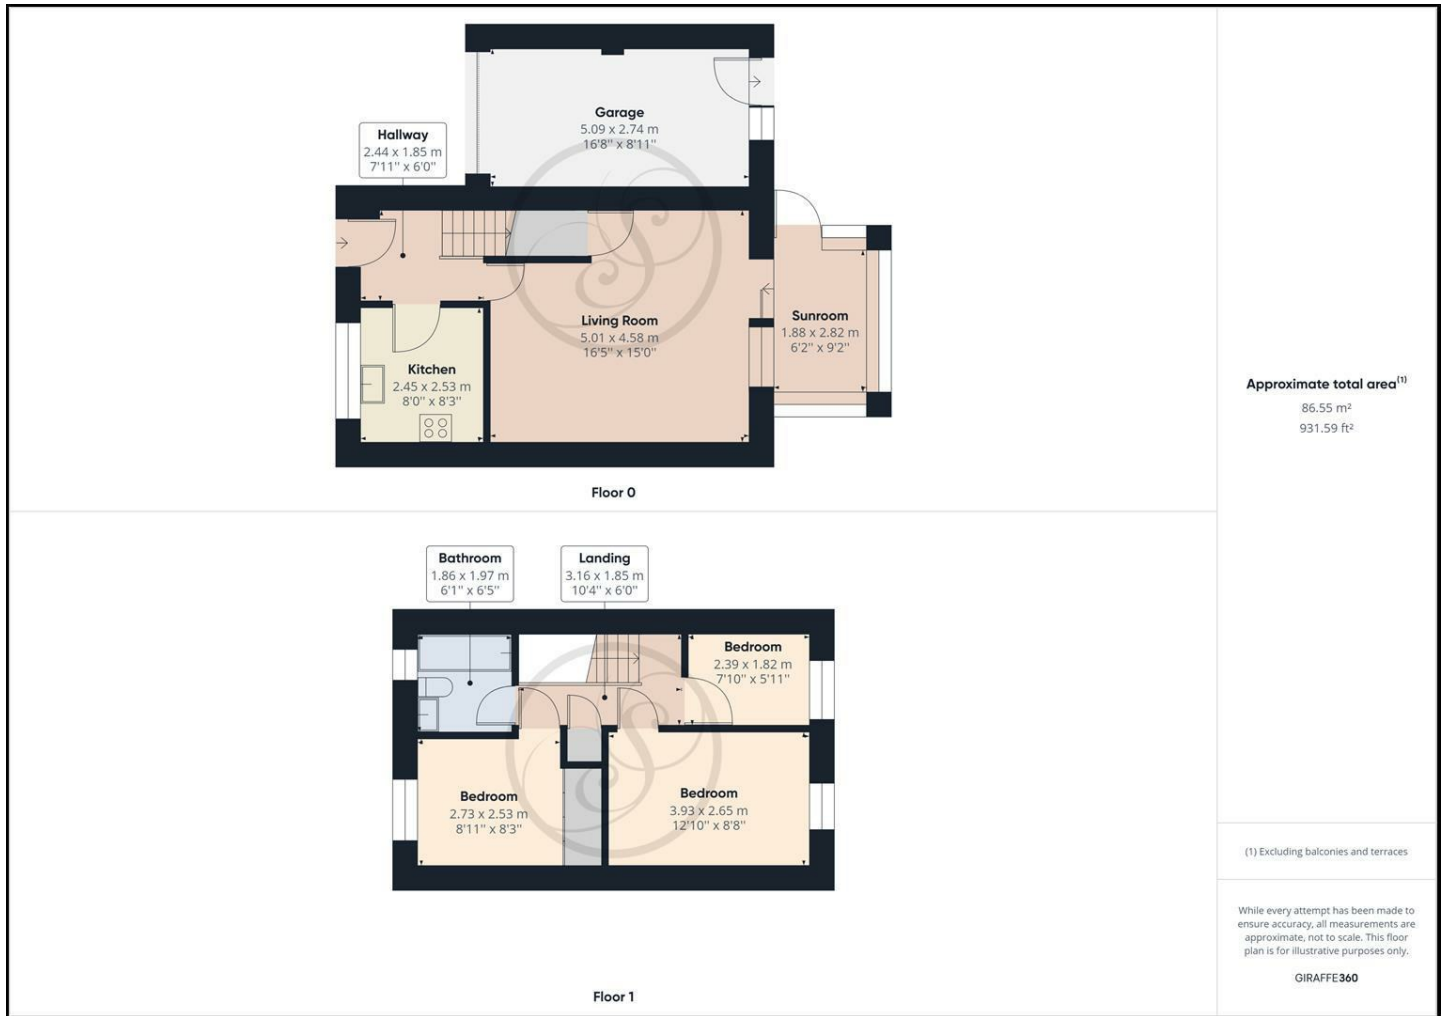 Garage
5.09 x 2.74 m
16'8'' x 8'11''
Hallway
2.44 x 1.85 m
7'11'' x 6'0''
Living Room
5.01 x 4.58 m
16'5'' x 15'0''
Sunroom
1.88 x 2.82 m
6'2'' x 9'2''
Kitchen
2.45 x 2.53 m
8'0'' x 8'3''
Floor 0
Bathroom
1.86 x 1.97 m
6'1'' x 6'5''
Landing
3.16 x 1.85 m
10'4'' x 6'0''
Bedroom
2.39 x 1.82 m
7'10'' x 5'11''
Bedroom
2.73 x 2.53 m
8'11'' x 8'3''
Bedroom
3.93 x 2.65 m
12'10'' x 8'8''
Floor 1
Approximate total area(1)
86.55 m²
931.59 ft²
(1) Excluding balconies and terraces
While every attempt has been made to
ensure accuracy, all measurements are
approximate, not to scale. This floor
plan is for illustrative purposes only.
GIRAFFE360